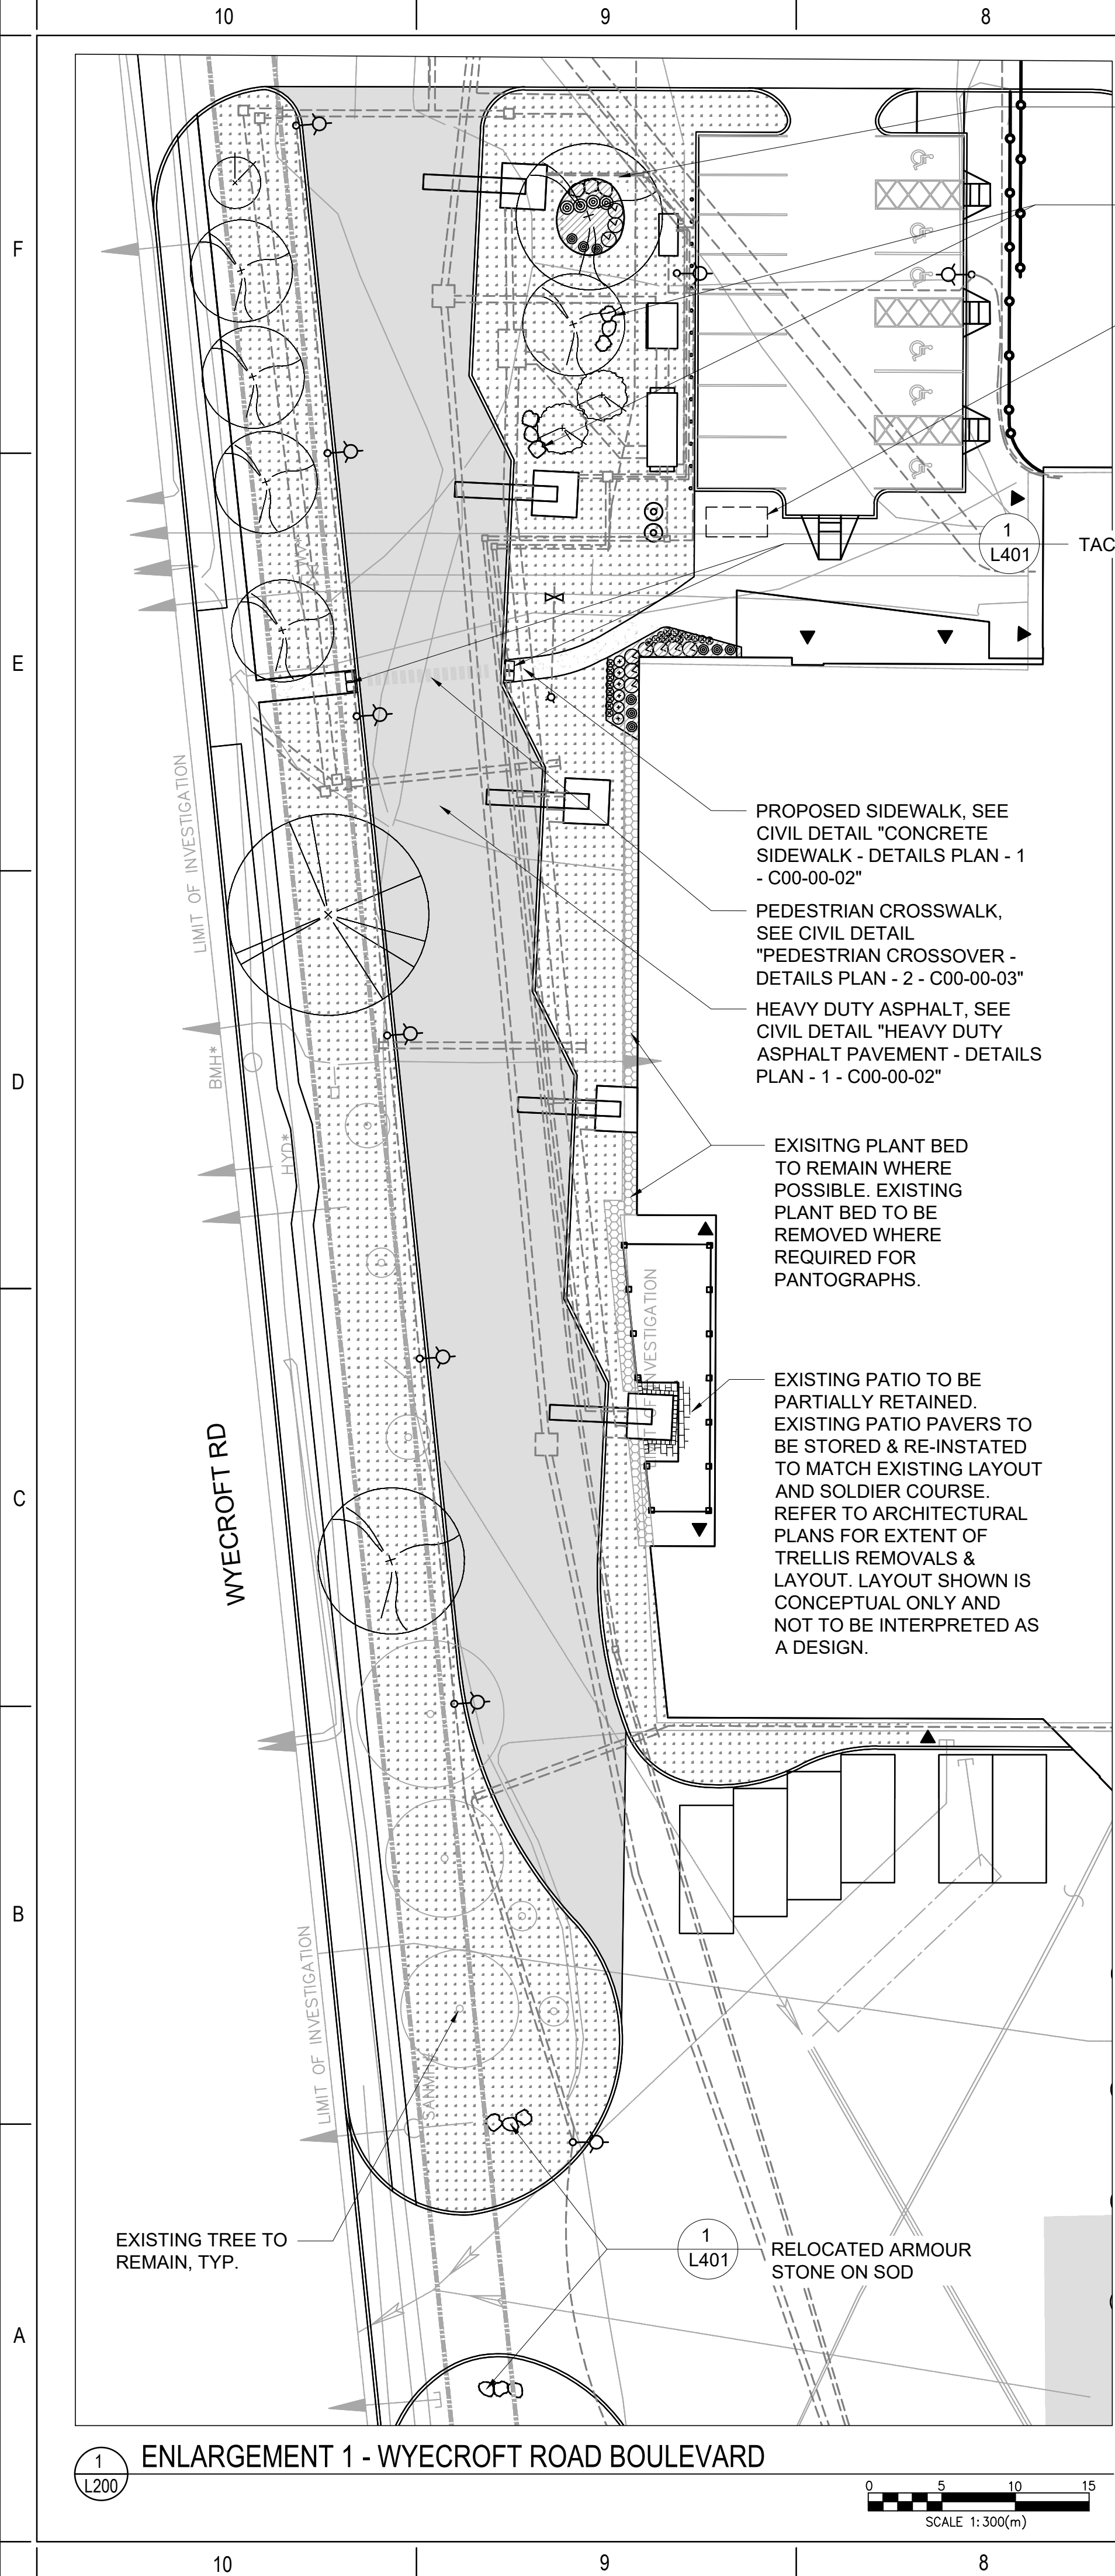 10
9
8
F
E
D
C
B
A
1
L401
TAC
PROPOSED SIDEWALK, SEE
CIVIL DETAIL "CONCRETE
SIDEWALK - DETAILS PLAN - 1
- C00-00-02"
PEDESTRIAN CROSSWALK,
SEE CIVIL DETAIL
"PEDESTRIAN CROSSOVER -
DETAILS PLAN - 2 - C00-00-03"
HEAVY DUTY ASPHALT, SEE
CIVIL DETAIL "HEAVY DUTY
ASPHALT PAVEMENT - DETAILS
PLAN - 1 - C00-00-02"
LIMIT OF INVESTIGATION
BMH*
HYD*
EXISITNG PLANT BED
TO REMAIN WHERE
POSSIBLE. EXISTING
PLANT BED TO BE
REMOVED WHERE
REQUIRED FOR
PANTOGRAPHS.
EXISTING PATIO TO BE
PARTIALLY RETAINED.
EXISTING PATIO PAVERS TO
BE STORED & RE-INSTATED
TO MATCH EXISTING LAYOUT
AND SOLDIER COURSE.
REFER TO ARCHITECTURAL
PLANS FOR EXTENT OF
TRELLIS REMOVALS &
LAYOUT. LAYOUT SHOWN IS
CONCEPTUAL ONLY AND
NOT TO BE INTERPRETED AS
A DESIGN.
WYECROFT RD
LIMIT OF INVESTIGATION
EXISTING TREE TO
REMAIN, TYP.
1
L401
RELOCATED ARMOUR
STONE ON SOD
1
L200
ENLARGEMENT 1 - WYECROFT ROAD BOULEVARD
0 5 10 15
SCALE 1:300(m)
10
9
8